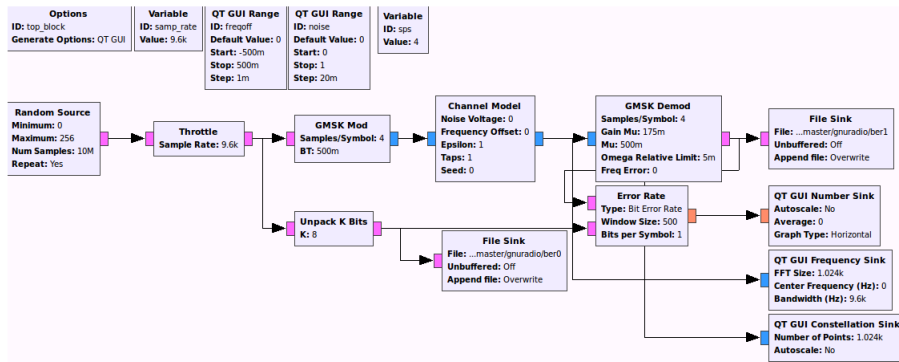 Options
ID: top_block
Generate Options: QT GUI
Variable
ID: samp_rate
Value: 9.6k
QT GUI Range
ID: freqoff
Default Value: 0
Start: -500m
Stop: 500m
Step: 1m
QT GUI Range
ID: noise
Default Value: 0
Start: 0
Stop: 1
Step: 20m
Variable
ID: sps
Value: 4
Random Source
Minimum: 0
Maximum: 256
Num Samples: 10M
Repeat: Yes
Throttle
Sample Rate: 9.6k
GMSK Mod
Samples/Symbol: 4
BT: 500m
Channel Model
Noise Voltage: 0
Frequency Offset: 0
Epsilon: 1
Taps: 1
Seed: 0
GMSK Demod
Samples/Symbol: 4
Gain Mu: 175m
Mu: 500m
Omega Relative Limit: 5m
Freq Error: 0
File Sink
File: ...master/gnuradio/ber1
Unbuffered: Off
Append file: Overwrite
Error Rate
Type: Bit Error Rate
Window Size: 500
Bits per Symbol: 1
QT GUI Number Sink
Autoscale: No
Average: 0
Graph Type: Horizontal
Unpack K Bits
K: 8
File Sink
File: ...master/gnuradio/ber0
Unbuffered: Off
Append file: Overwrite
QT GUI Frequency Sink
FFT Size: 1.024k
Center Frequency (Hz): 0
Bandwidth (Hz): 9.6k
QT GUI Constellation Sink
Number of Points: 1.024k
Autoscale: No